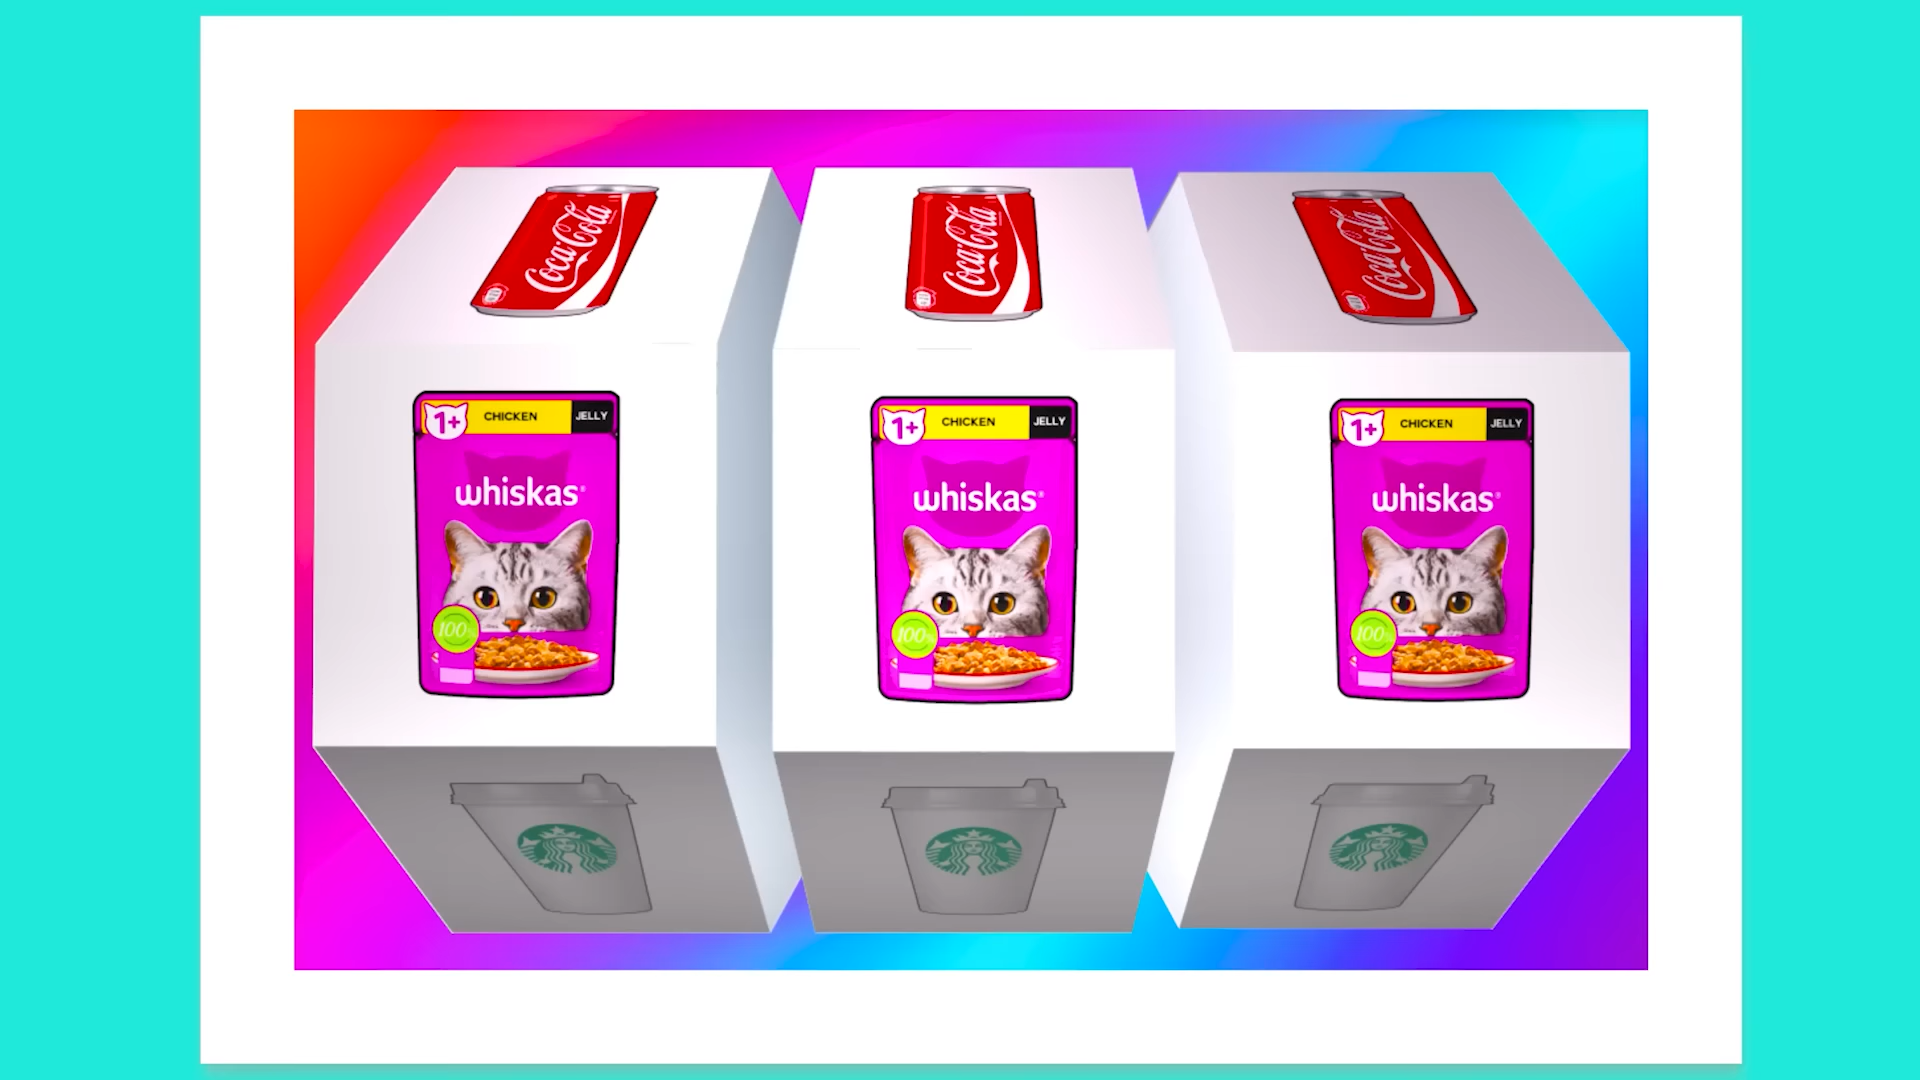 Coca-Cola
Coca-Cola
Coca-Cola
1+ CHICKEN JELLY
whiskas
100%
1+ CHICKEN JELLY
whiskas
100%
1+ CHICKEN JELLY
whiskas
100%